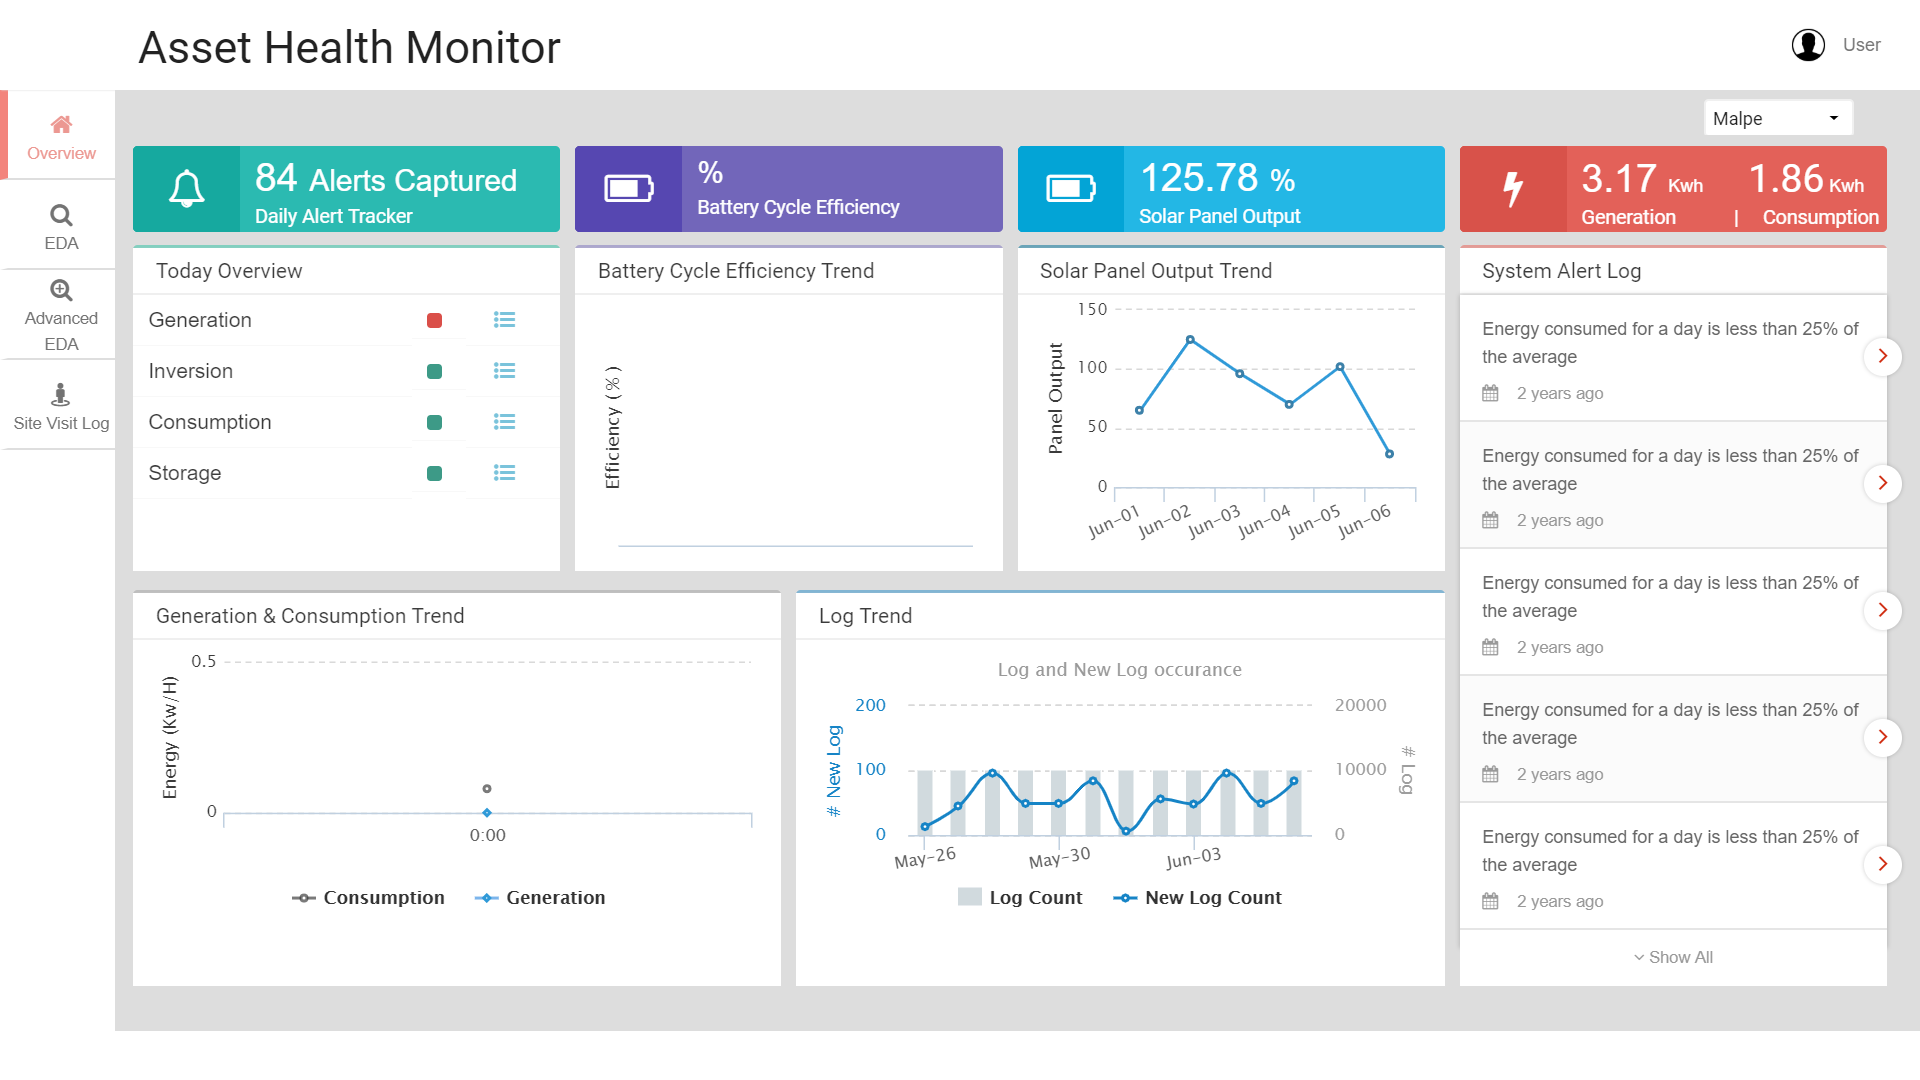 Asset Health Monitor
User
Overview
EDA
Advanced
EDA
Site Visit Log
Malpe
84 Alerts Captured
Daily Alert Tracker
%
Battery Cycle Efficiency
125.78 %
Solar Panel Output
3.17 Kwh 1.86 Kwh
Generation | Consumption
Today Overview
Generation
Inversion
Consumption
Storage
Battery Cycle Efficiency Trend
Efficiency (%)
Solar Panel Output Trend
Panel Output
150
100
50
0
Jun-01 Jun-02 Jun-03 Jun-04 Jun-05 Jun-06
System Alert Log
Energy consumed for a day is less than 25% of
the average
2 years ago
Energy consumed for a day is less than 25% of
the average
2 years ago
Energy consumed for a day is less than 25% of
the average
2 years ago
Energy consumed for a day is less than 25% of
the average
2 years ago
Energy consumed for a day is less than 25% of
the average
2 years ago
Show All
Generation & Consumption Trend
Energy (Kw/H)
0.5
0
0:00
Consumption Generation
Log Trend
Log and New Log occurance
# New Log
200
100
0
20000
10000
0
# Log
May-26 May-30 Jun-03
Log Count New Log Count